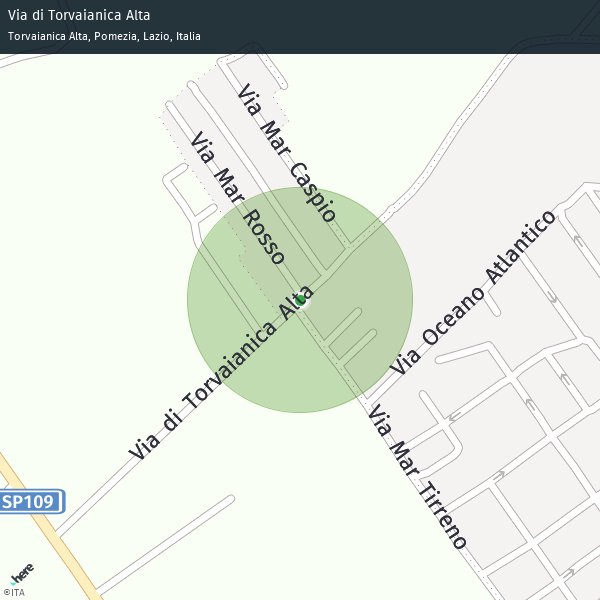 Via di Torvaianica Alta
Torvaianica Alta, Pomezia, Lazio, Italia
Via Mar Caspio
Via Mar Rosso
Via Oceano Atlantico
Via di Torvaianica Alta
Via Mar Tirreno
SP109
here
©ITA